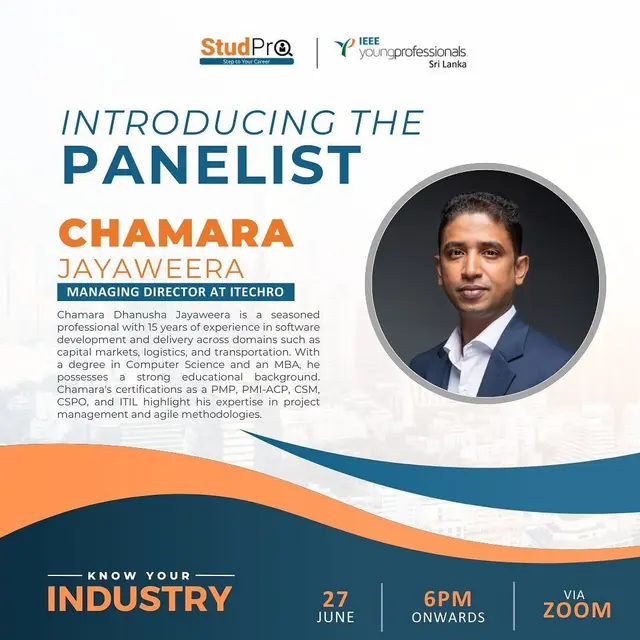 StudPro
Step to Your Career
IEEE
youngprofessionals
Sri Lanka
INTRODUCING THE
PANELIST
CHAMARA
JAYAWEERA
MANAGING DIRECTOR AT ITECHRO
Chamara Dhanusha Jayaweera is a seasoned
professional with 15 years of experience in software
development and delivery across domains such as
capital markets, logistics, and transportation. With
a degree in Computer Science and an MBA, he
possesses a strong educational background.
Chamara's certifications as a PMP, PMI-ACP, CSM,
CSPO, and ITIL highlight his expertise in project
management and agile methodologies.
KNOW YOUR
INDUSTRY
27
JUNE
6PM
ONWARDS
VIA
ZOOM